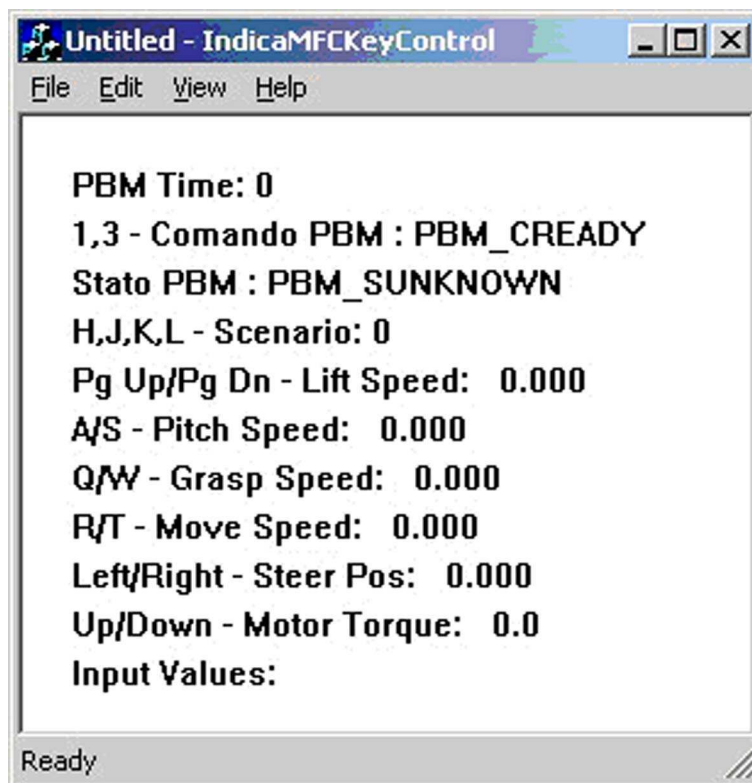 Untitled - IndicaMFCKeyControl
File Edit View Help
PBM Time: 0
1,3 - Comando PBM : PBM_CREADY
Stato PBM : PBM_SUNKNOWN
H,J,K,L - Scenario: 0
Pg Up/Pg Dn - Lift Speed: 0.000
A/S - Pitch Speed: 0.000
Q/W - Grasp Speed: 0.000
R/T - Move Speed: 0.000
Left/Right - Steer Pos: 0.000
Up/Down - Motor Torque: 0.0
Input Values:
Ready